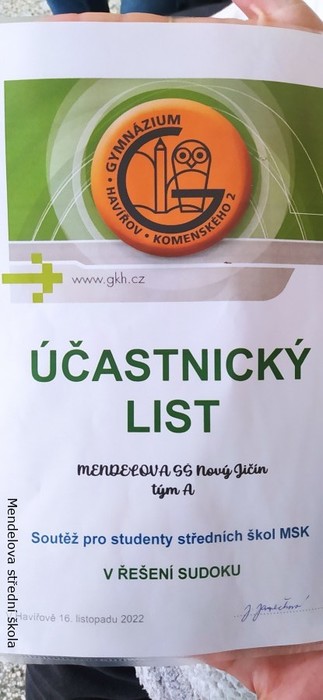 GYMNÁZIUM
HAVÍŘOV • KOMENSKÉHO 2
www.gkh.cz
ÚČASTNICKÝ
LIST
MENDELOVA SŠ Nový Jičín
tým A
Soutěž pro studenty středních škol MSK
V ŘEŠENÍ SUDOKU
Havířově 16. listopadu 2022
Mendelova střední škola